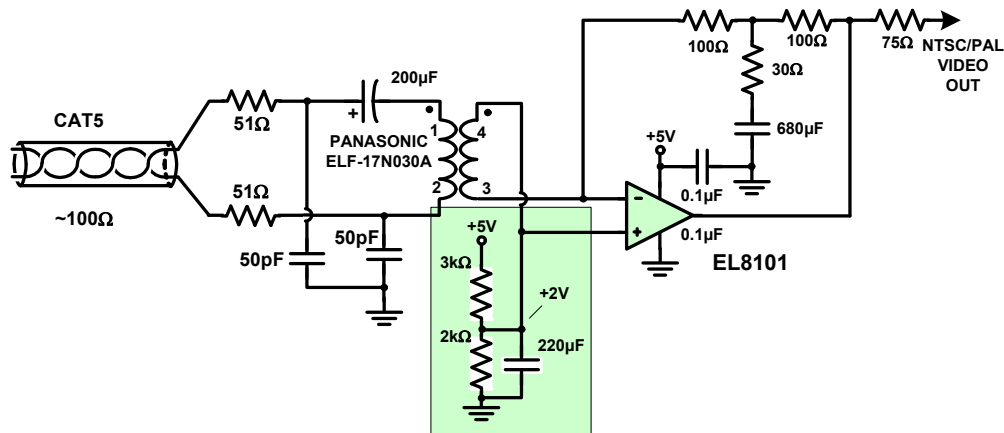 CAT5
~100Ω
51Ω
51Ω
200µF
+
PANASONIC
ELF-17N030A
1
2
4
3
50pF
50pF
+5V
3kΩ
2kΩ
+2V
220µF
100Ω
100Ω
75Ω
30Ω
680µF
NTSC/PAL
VIDEO
OUT
+5V
0.1µF
0.1µF
−
+
EL8101